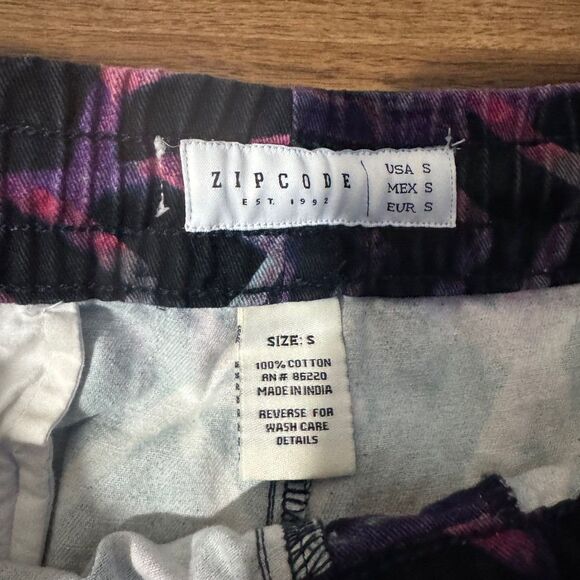 ZIPCODE
EST. 1992
USA S
MEX S
EUR S
SIZE: S
100% COTTON
RN# 86220
MADE IN INDIA
REVERSE FOR
WASH CARE
DETAILS